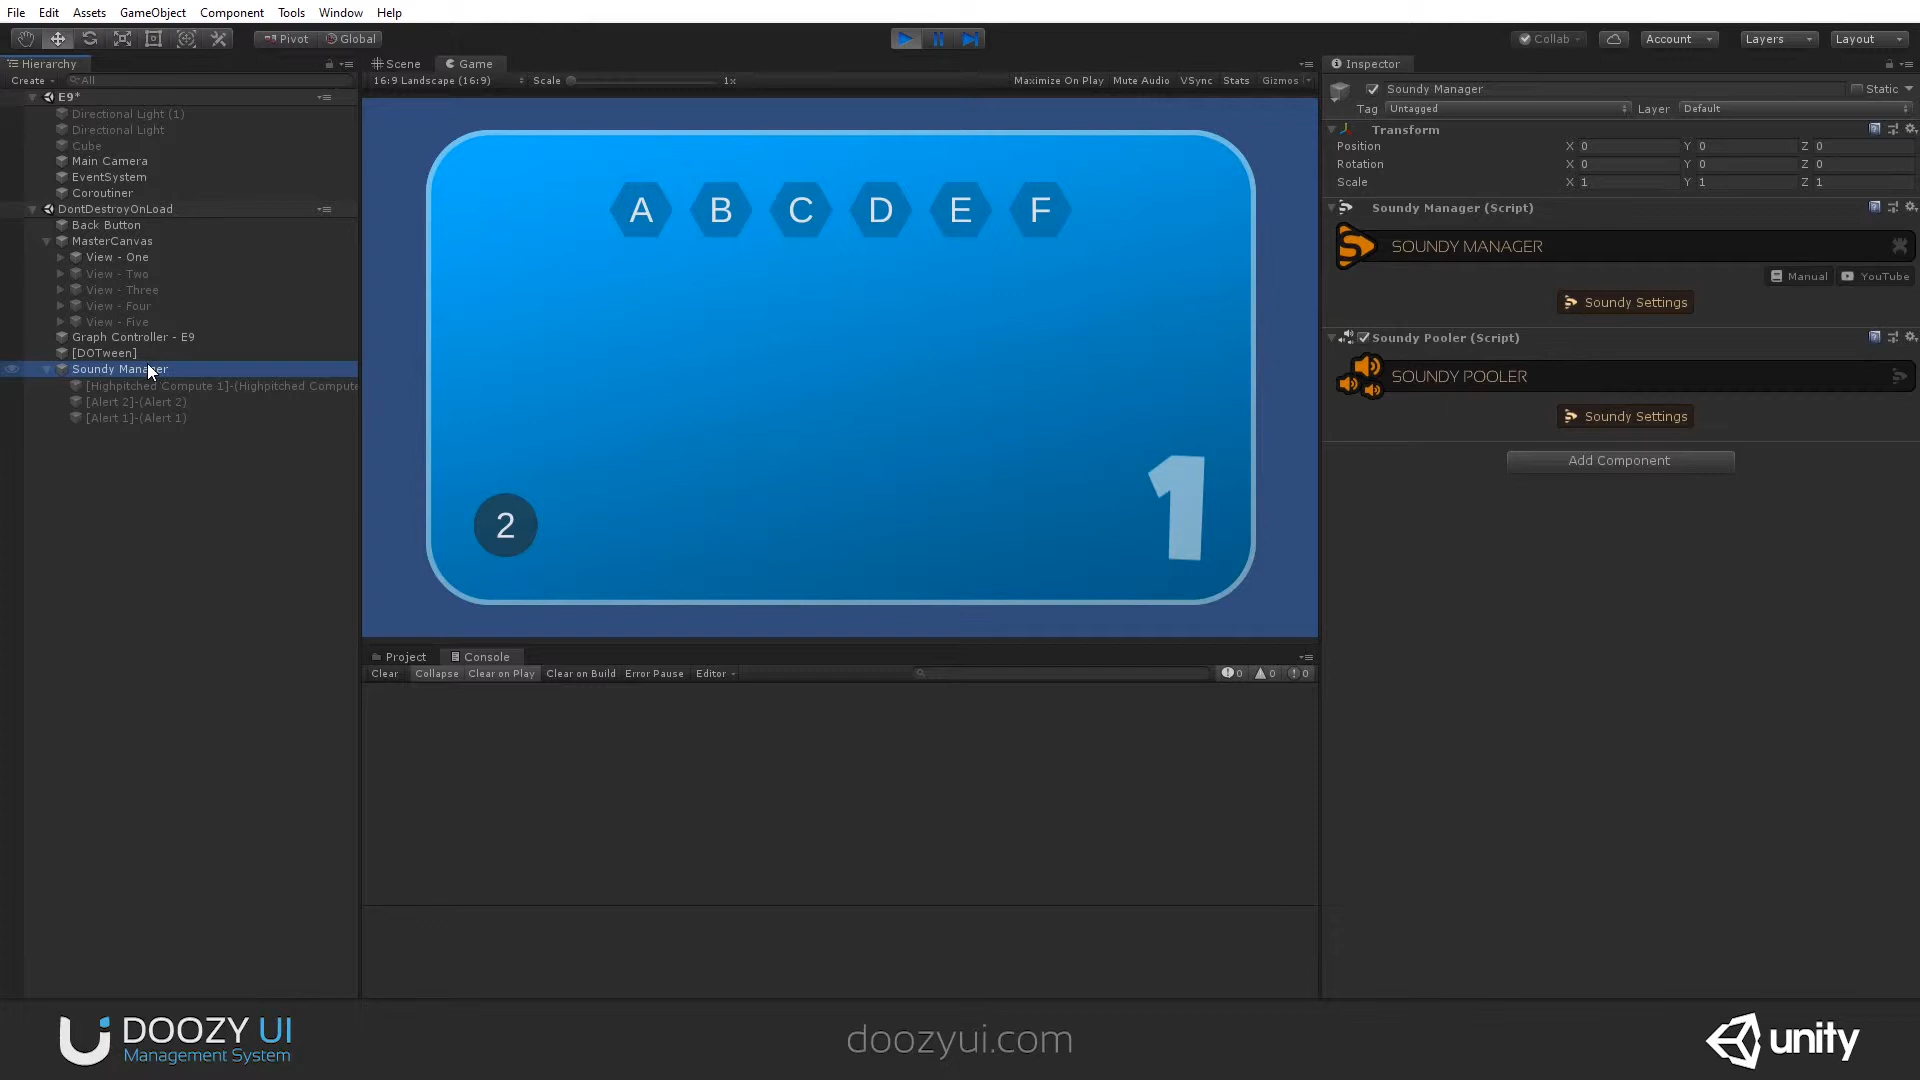 File Edit Assets GameObject Component Tools Window Help
Pivot Global Collab Account Layers Layout
Hierarchy
Create All
E9*
Directional Light (1)
Directional Light
Cube
Main Camera
EventSystem
Coroutiner
DontDestroyOnLoad
Back Button
MasterCanvas
View - One
View - Two
View - Three
View - Four
View - Five
Graph Controller - E9
[DOTween]
Soundy Manager
[Highpitched Compute 1]-(Highpitched Compute
[Alert 2]-(Alert 2)
[Alert 1]-(Alert 1)
Scene Game
16:9 Landscape (16:9) Scale 1x Maximize On Play Mute Audio VSync Stats Gizmos
A B C D E F
2
1
Project Console
Clear Collapse Clear on Play Clear on Build Error Pause Editor 0 0 0
Inspector
Soundy Manager Static
Tag Untagged Layer Default
Transform
Position X 0 Y 0 Z 0
Rotation X 0 Y 0 Z 0
Scale X 1 Y 1 Z 1
Soundy Manager (Script)
SOUNDY MANAGER
Manual YouTube
Soundy Settings
Soundy Pooler (Script)
SOUNDY POOLER
Soundy Settings
Add Component
DOOZY UI
Management System
doozyui.com
unity